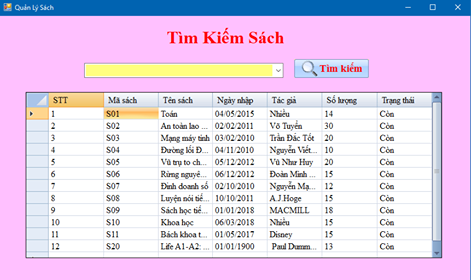 Quản Lý Sách
Tìm Kiếm Sách
Tìm kiếm
STT Mã sách Tên sách Ngày nhập Tác giả Số lượng Trạng thái
1 S01 Toán 04/05/2015 Nhiều 14 Còn
2 S02 An toàn lao ... 02/02/2011 Võ Tuyển 30 Còn
3 S03 Mạng máy tính 03/02/2010 Trần Đắc Tốt 20 Còn
4 S04 Đường lối Đ... 04/11/2010 Nguyễn Viết... 10 Còn
5 S05 Vũ trụ to ch... 05/12/2012 Vũ Như Huy 20 Còn
6 S06 Rừng nguyê... 06/12/2012 Đoàn Minh ... 15 Còn
7 S07 Định doanh số 02/10/2010 Nguyễn Mạ... 12 Còn
8 S08 Luyện nói tiế... 10/10/2011 A.J.Hoge 15 Còn
9 S09 Sách học tiế... 01/01/2018 MACMILL 18 Còn
10 S10 Khoa học 06/03/2018 Nhiều 15 Còn
11 S11 Bách khoa t... 01/05/2017 Disney 15 Còn
12 S20 Life A1-A2: ... 01/01/1900 Paul Dumm... 13 Còn